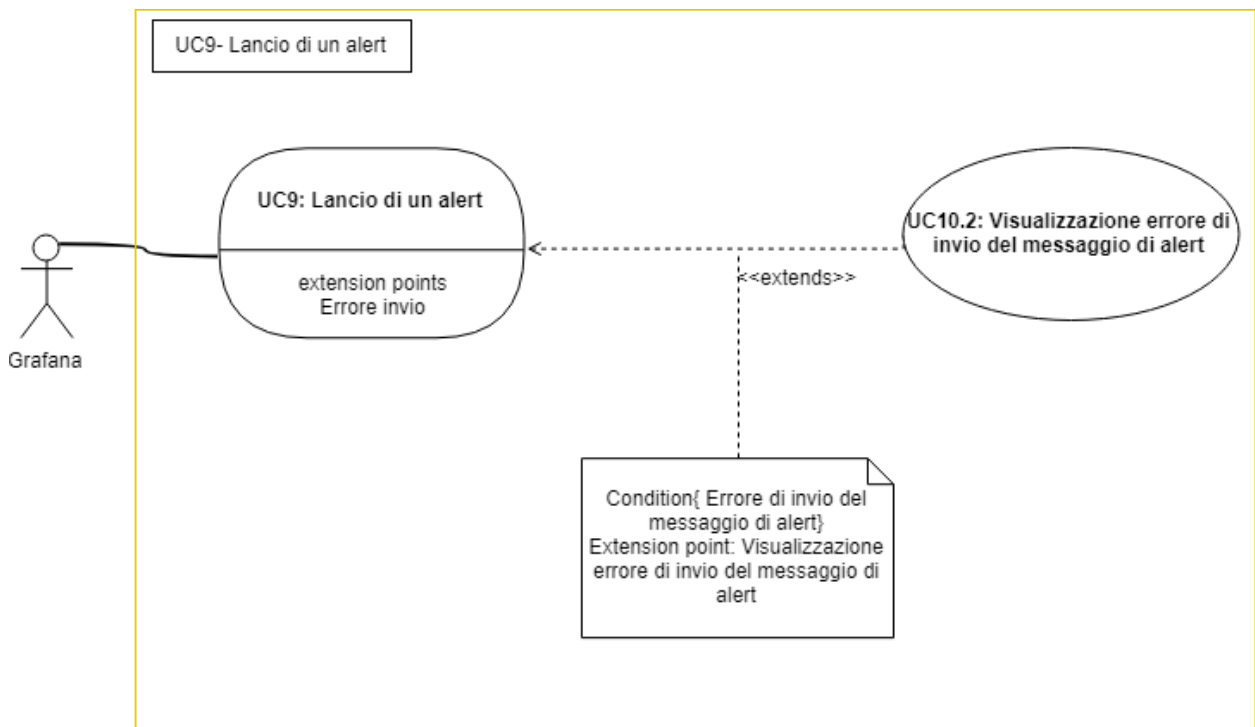 UC9- Lancio di un alert
UC9: Lancio di un alert
extension points
Errore invio
Grafana
<<extends>>
UC10.2: Visualizzazione errore di
invio del messaggio di alert
Condition{ Errore di invio del
messaggio di alert}
Extension point: Visualizzazione
errore di invio del messaggio di
alert